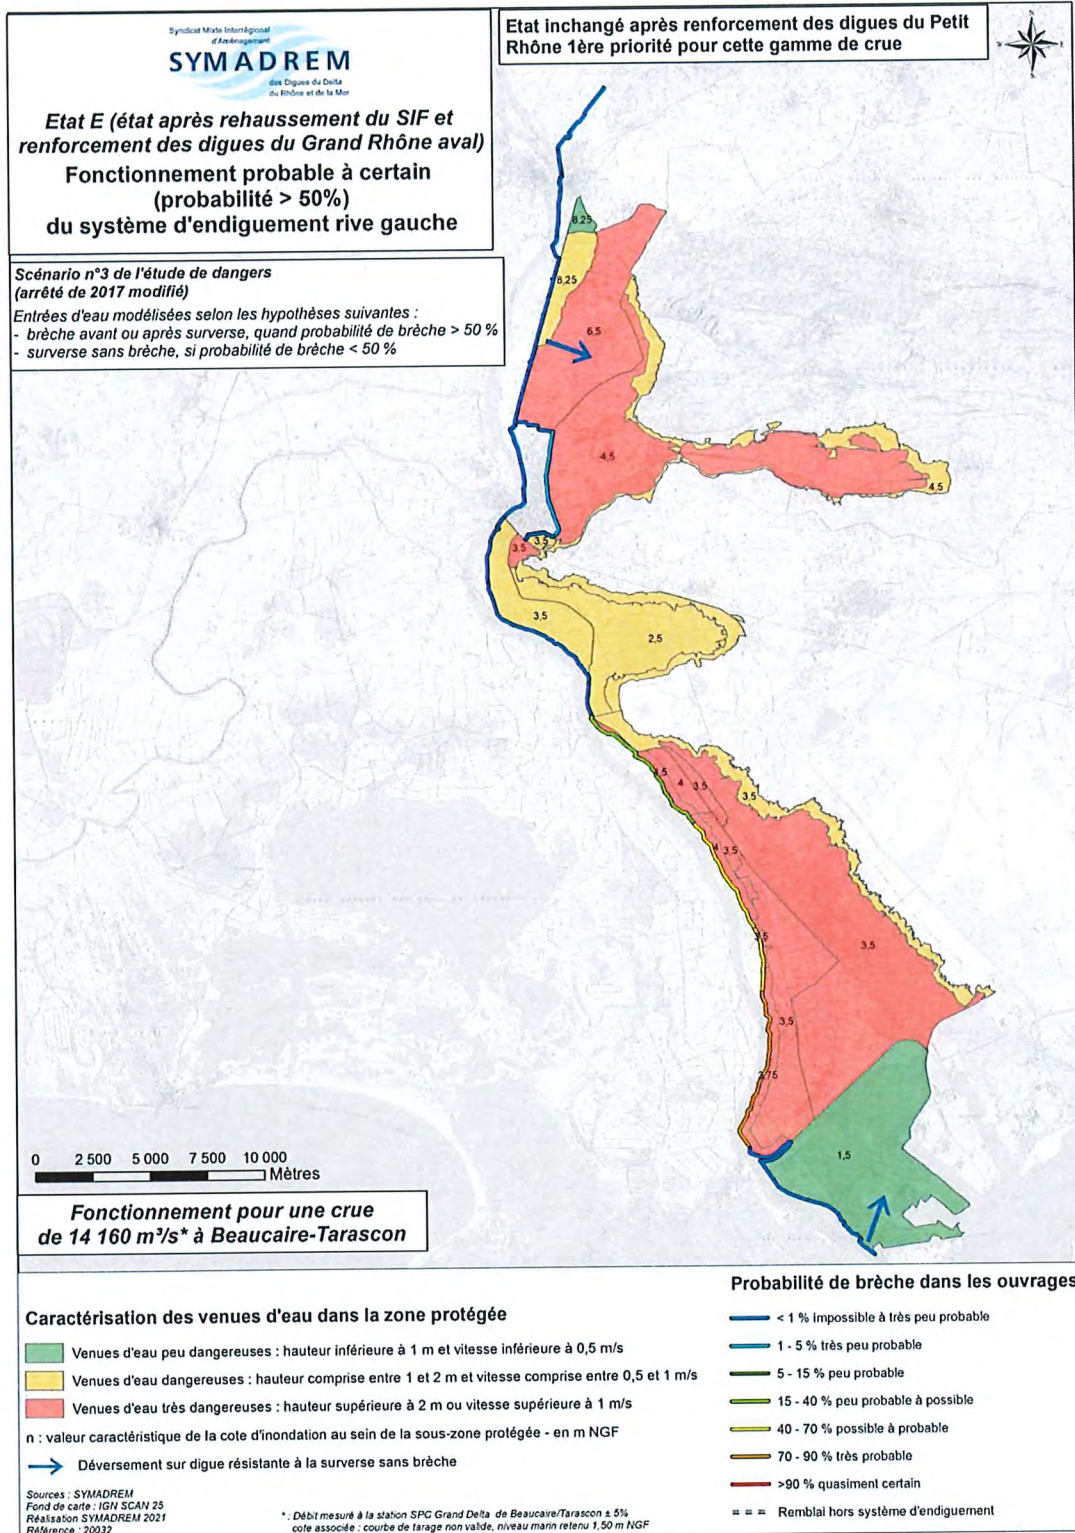 Syndicat Mixte Interrégional
d'Aménagement
SYMADREM
des Digues du Delta
du Rhône et de la Mer
Etat E (état après rehaussement du SIF et
renforcement des digues du Grand Rhône aval)
Fonctionnement probable à certain
(probabilité > 50%)
du système d'endiguement rive gauche
Etat inchangé après renforcement des digues du Petit
Rhône 1ère priorité pour cette gamme de crue
Scénario n°3 de l'étude de dangers
(arrêté de 2017 modifié)
Entrées d'eau modélisées selon les hypothèses suivantes :
- brèche avant ou après surverse, quand probabilité de brèche > 50 %
- surverse sans brèche, si probabilité de brèche < 50 %
8,25
8,25
6,5
4,5
4,5
3,5
3,5
3,5
2,5
4
3,5
3,5
4
3,5
3,5
3,5
1,5
0 2 500 5 000 7 500 10 000
Mètres
Fonctionnement pour une crue
de 14 160 m³/s* à Beaucaire-Tarascon
Caractérisation des venues d'eau dans la zone protégée
Venues d'eau peu dangereuses : hauteur inférieure à 1 m et vitesse inférieure à 0,5 m/s
Venues d'eau dangereuses : hauteur comprise entre 1 et 2 m et vitesse comprise entre 0,5 et 1 m/s
Venues d'eau très dangereuses : hauteur supérieure à 2 m ou vitesse supérieure à 1 m/s
n : valeur caractéristique de la cote d'inondation au sein de la sous-zone protégée - en m NGF
Déversement sur digue résistante à la surverse sans brèche
Probabilité de brèche dans les ouvrages
< 1 % impossible à très peu probable
1 - 5 % très peu probable
5 - 15 % peu probable
15 - 40 % peu probable à possible
40 - 70 % possible à probable
70 - 90 % très probable
>90 % quasiment certain
Remblai hors système d'endiguement
Sources : SYMADREM
Fond de carte : IGN SCAN 25
Réalisation SYMADREM 2021
Référence : 20032
* : Débit mesuré à la station SPC Grand Delta de Beaucaire/Tarascon ± 5%
cote associée : courbe de tarage non valide, niveau marin retenu 1,50 m NGF